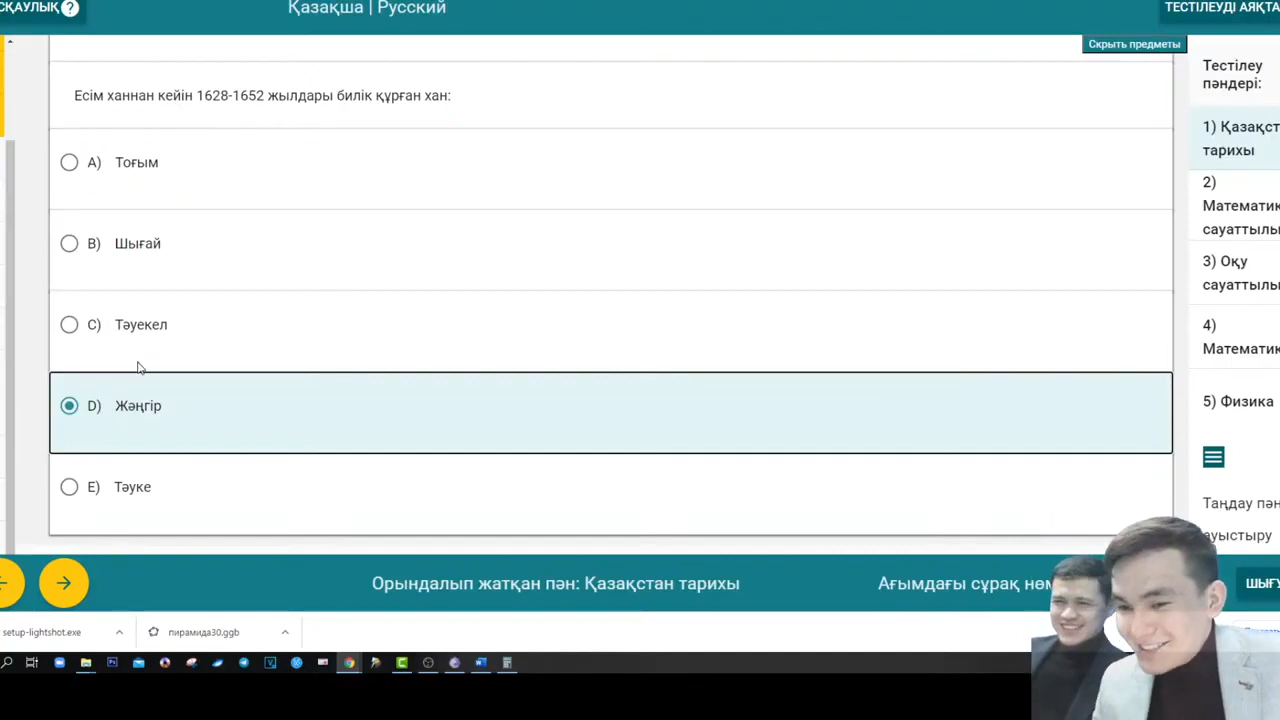 СҚАУЛЫҚ ?
Қазақша | Русский
ТЕСТІЛЕУДІ АЯҚТА
Скрыть предметы
Есім ханнан кейін 1628-1652 жылдары билік құрған хан:
A) Тоғым
B) Шығай
C) Тәуекел
D) Жәңгір
E) Тәуке
Тестілеу
пәндері:
1) Қазақст
тарихы
2)
Математик
сауаттылы
3) Оқу
сауаттылы
4)
Математик
5) Физика
Таңдау пән
ауыстыру
Орындалып жатқан пән: Қазақстан тарихы
Ағымдағы сұрақ нөм
ШЫҒУ
setup-lightshot.exe
пирамида30.ggb